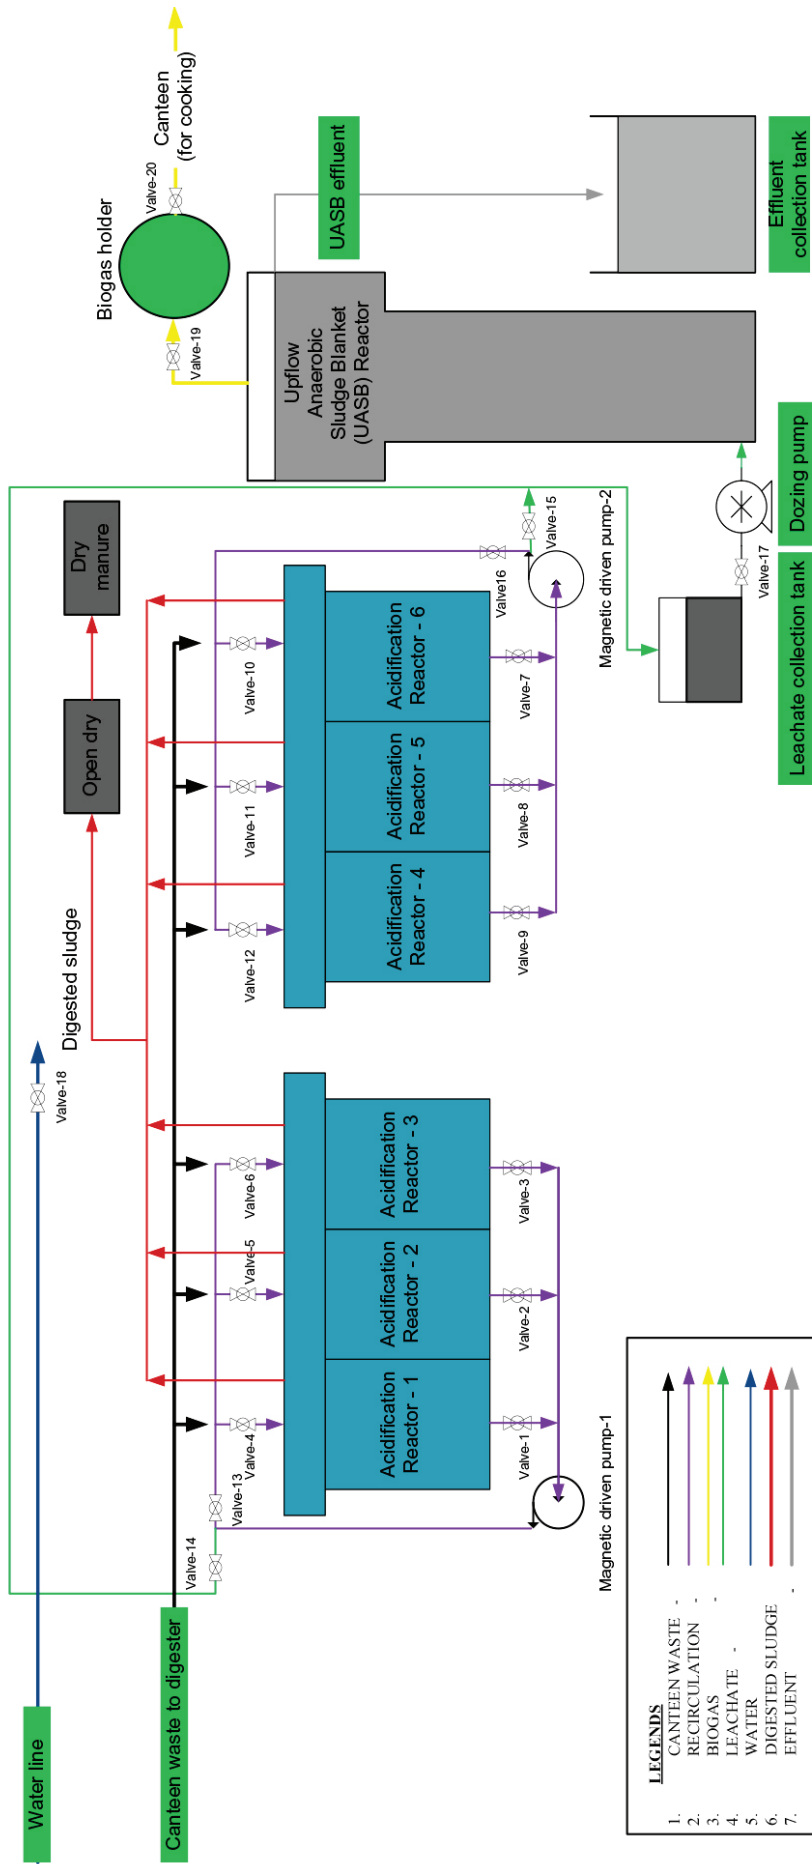 Water line
Valve-18
Canteen waste to digester
Digested sludge
Open dry
Dry
manure
Biogas holder
Valve-19
Valve-20
Canteen
(for cooking)
Valve-14
Valve-13
Valve-4
Valve-5
Valve-6
Valve-12
Valve-11
Valve-10
Acidification
Reactor - 1
Acidification
Reactor - 2
Acidification
Reactor - 3
Acidification
Reactor - 4
Acidification
Reactor - 5
Acidification
Reactor - 6
Valve-1
Valve-2
Valve-3
Valve-9
Valve-8
Valve-7
Valve16
Valve-15
Magnetic driven pump-1
Magnetic driven pump-2
Upflow
Anaerobic
Sludge Blanket
(UASB) Reactor
UASB effluent
Valve-17
Leachate collection tank
Dozing pump
Effluent
collection tank
LEGENDS
1. CANTEEN WASTE -
2. RECIRCULATION -
3. BIOGAS -
4. LEACHATE -
5. WATER
6. DIGESTED SLUDGE
7. EFFLUENT -